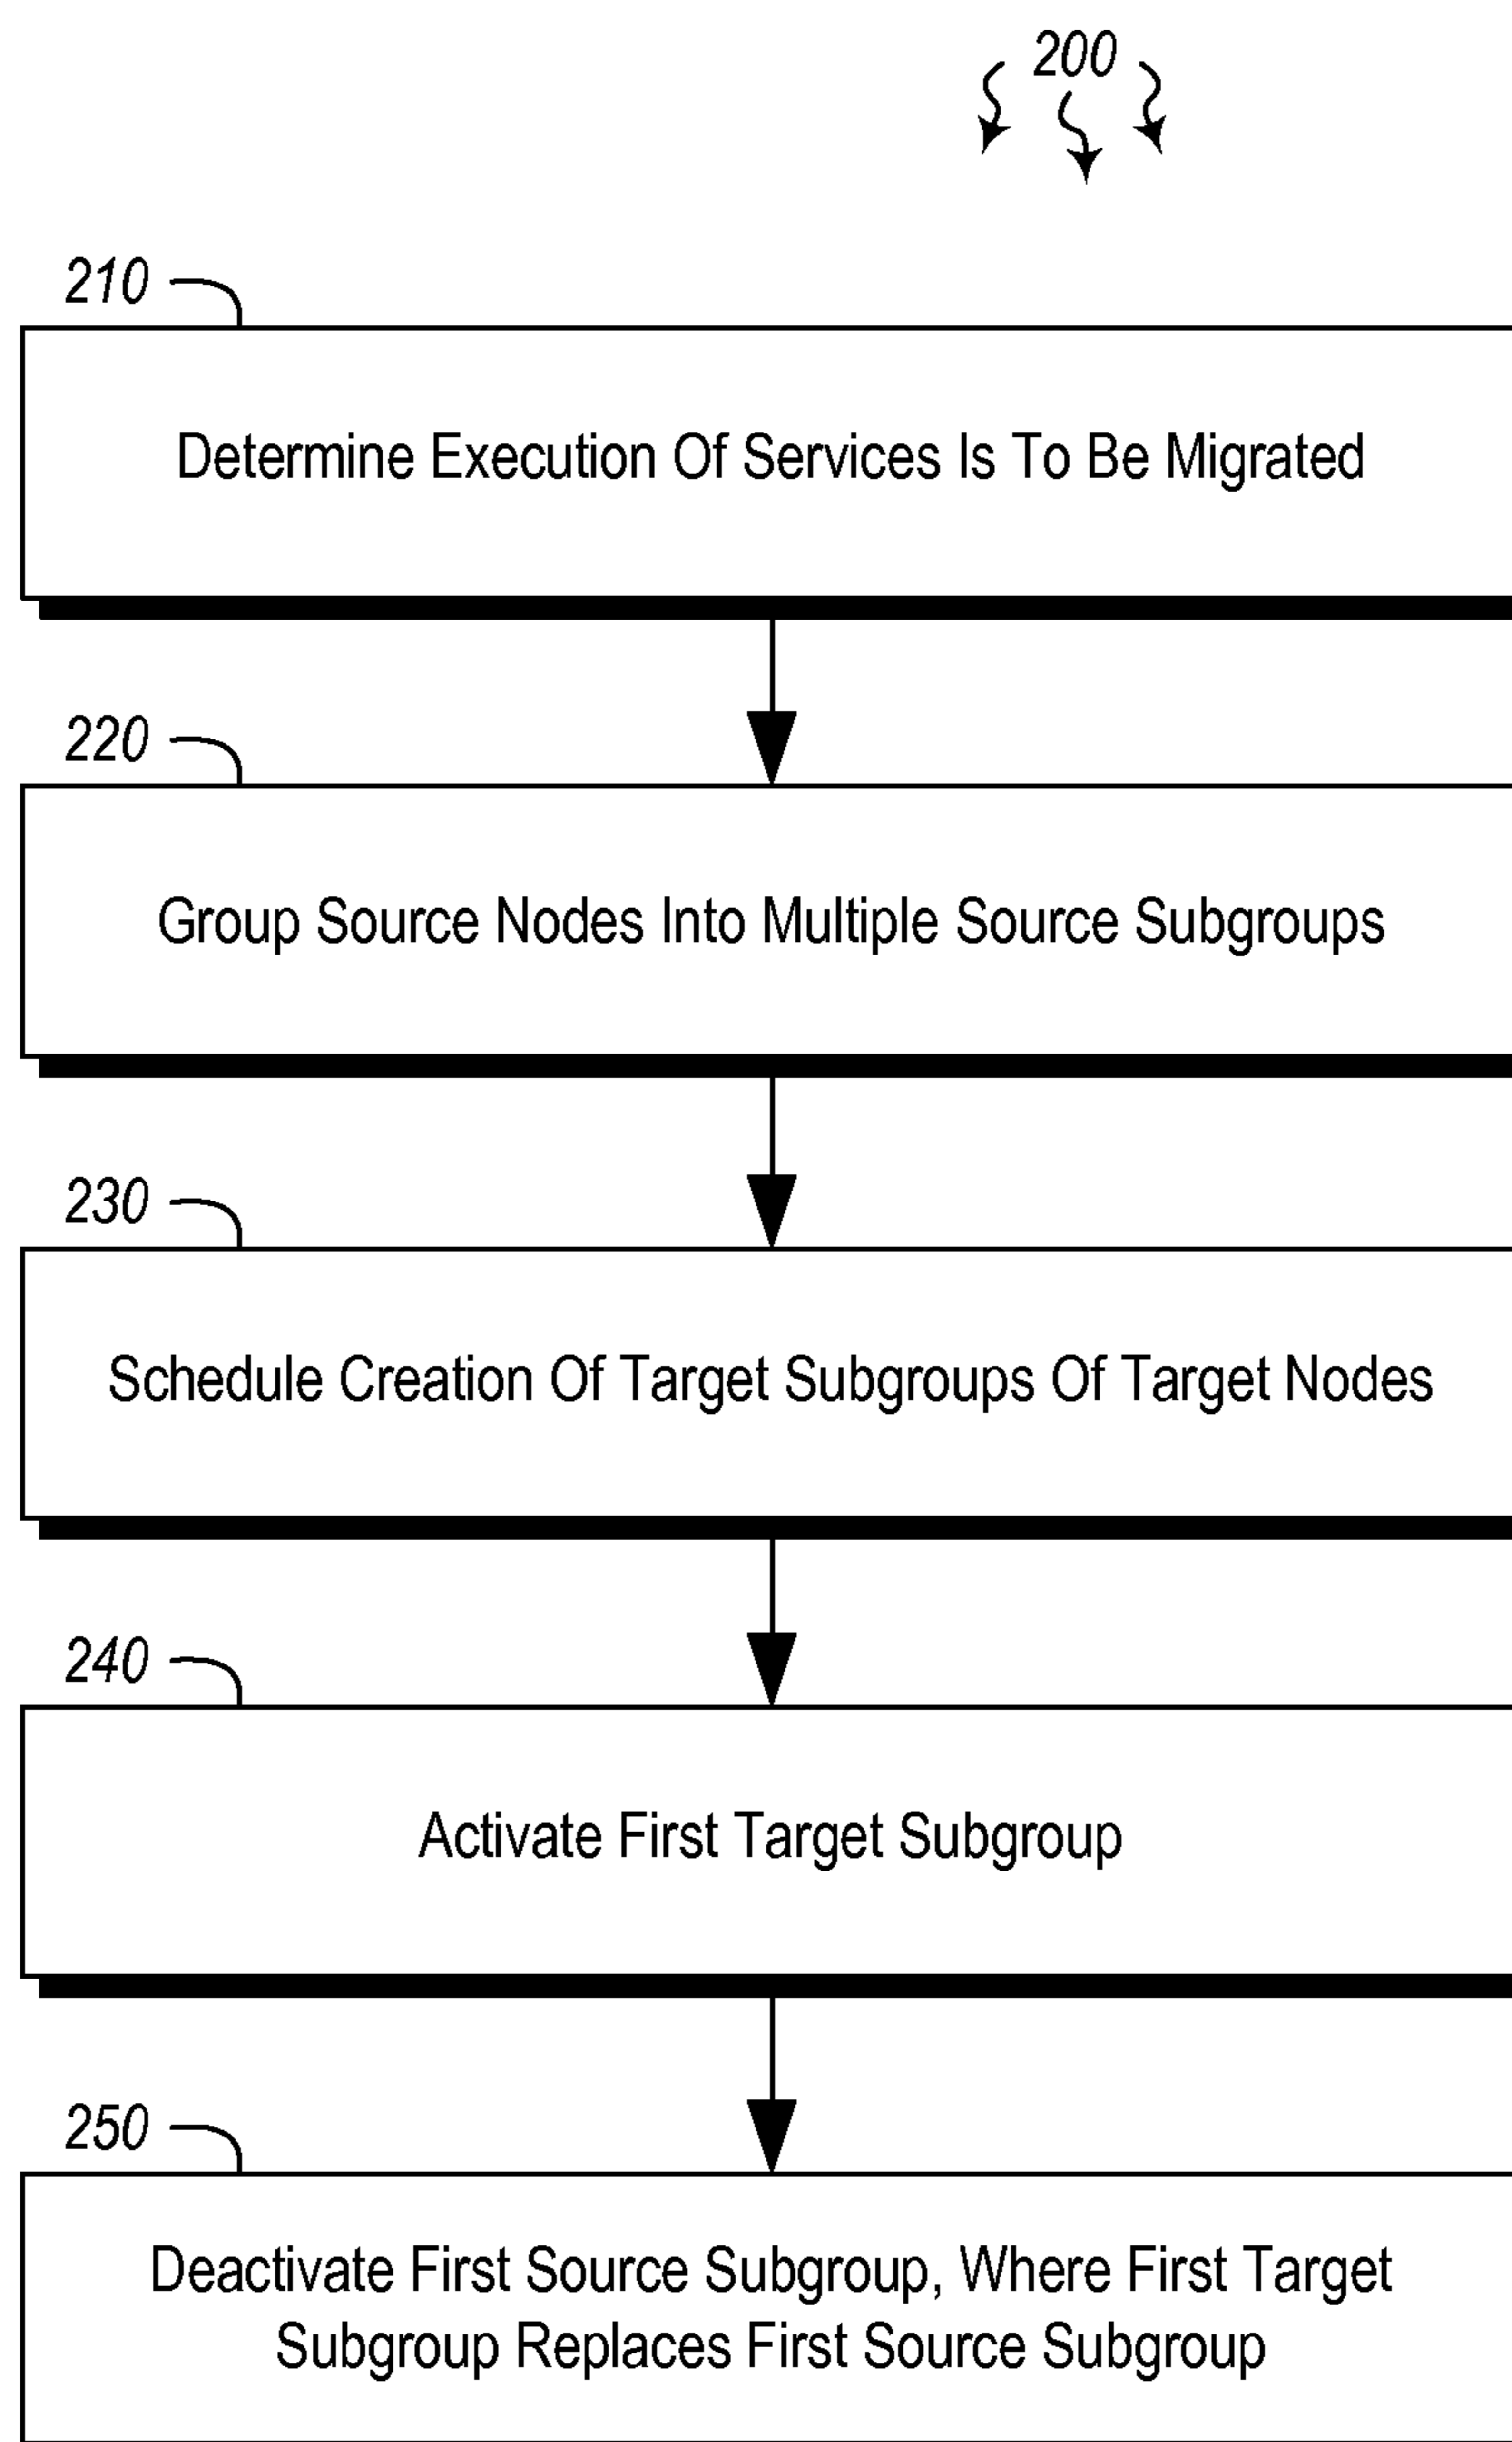 200
210
Determine Execution Of Services Is To Be Migrated
220
Group Source Nodes Into Multiple Source Subgroups
230
Schedule Creation Of Target Subgroups Of Target Nodes
240
Activate First Target Subgroup
250
Deactivate First Source Subgroup, Where First Target
Subgroup Replaces First Source Subgroup